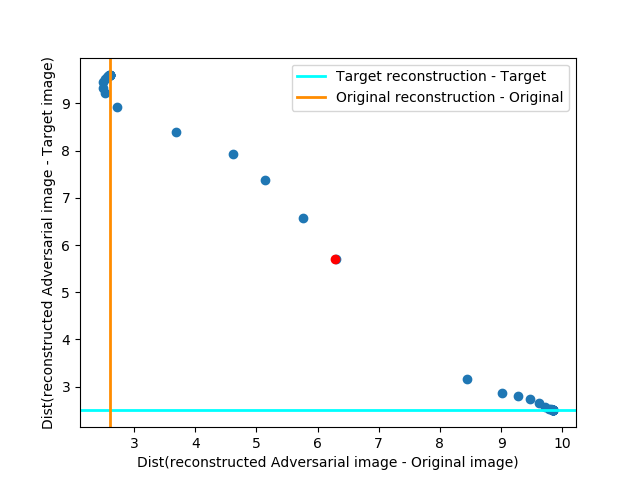 Target reconstruction - Target
Original reconstruction - Original
Dist(reconstructed Adversarial image - Target image)
9
8
7
6
5
4
3
3 4 5 6 7 8 9 10
Dist(reconstructed Adversarial image - Original image)